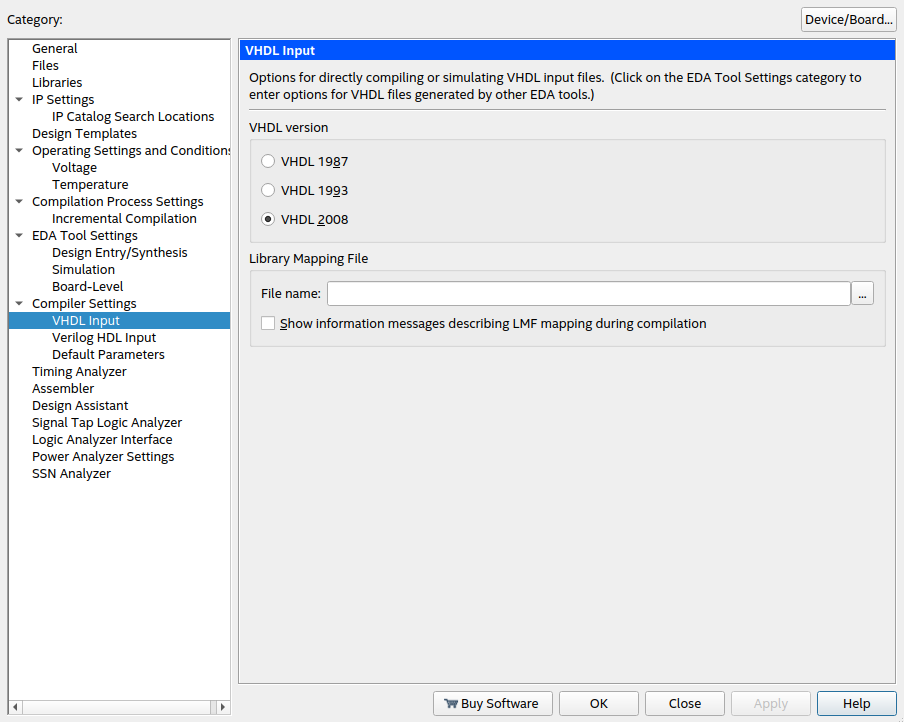 Category:
Device/Board...
General
Files
Libraries
IP Settings
IP Catalog Search Locations
Design Templates
Operating Settings and Conditions
Voltage
Temperature
Compilation Process Settings
Incremental Compilation
EDA Tool Settings
Design Entry/Synthesis
Simulation
Board-Level
Compiler Settings
VHDL Input
Verilog HDL Input
Default Parameters
Timing Analyzer
Assembler
Design Assistant
Signal Tap Logic Analyzer
Logic Analyzer Interface
Power Analyzer Settings
SSN Analyzer
VHDL Input
Options for directly compiling or simulating VHDL input files. (Click on the EDA Tool Settings category to
enter options for VHDL files generated by other EDA tools.)
VHDL version
VHDL 1987
VHDL 1993
VHDL 2008
Library Mapping File
File name:
...
Show information messages describing LMF mapping during compilation
Buy Software
OK
Close
Apply
Help